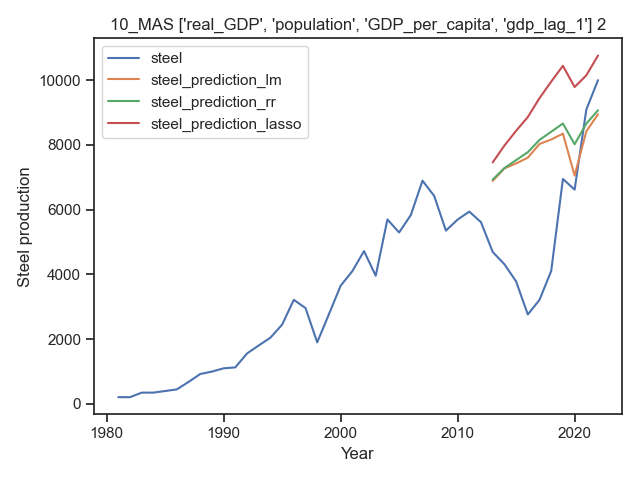 10_MAS ['real_GDP', 'population', 'GDP_per_capita', 'gdp_lag_1'] 2
steel
steel_prediction_lm
steel_prediction_rr
steel_prediction_lasso
Steel production
10000
8000
6000
4000
2000
0
1980 1990 2000 2010 2020
Year